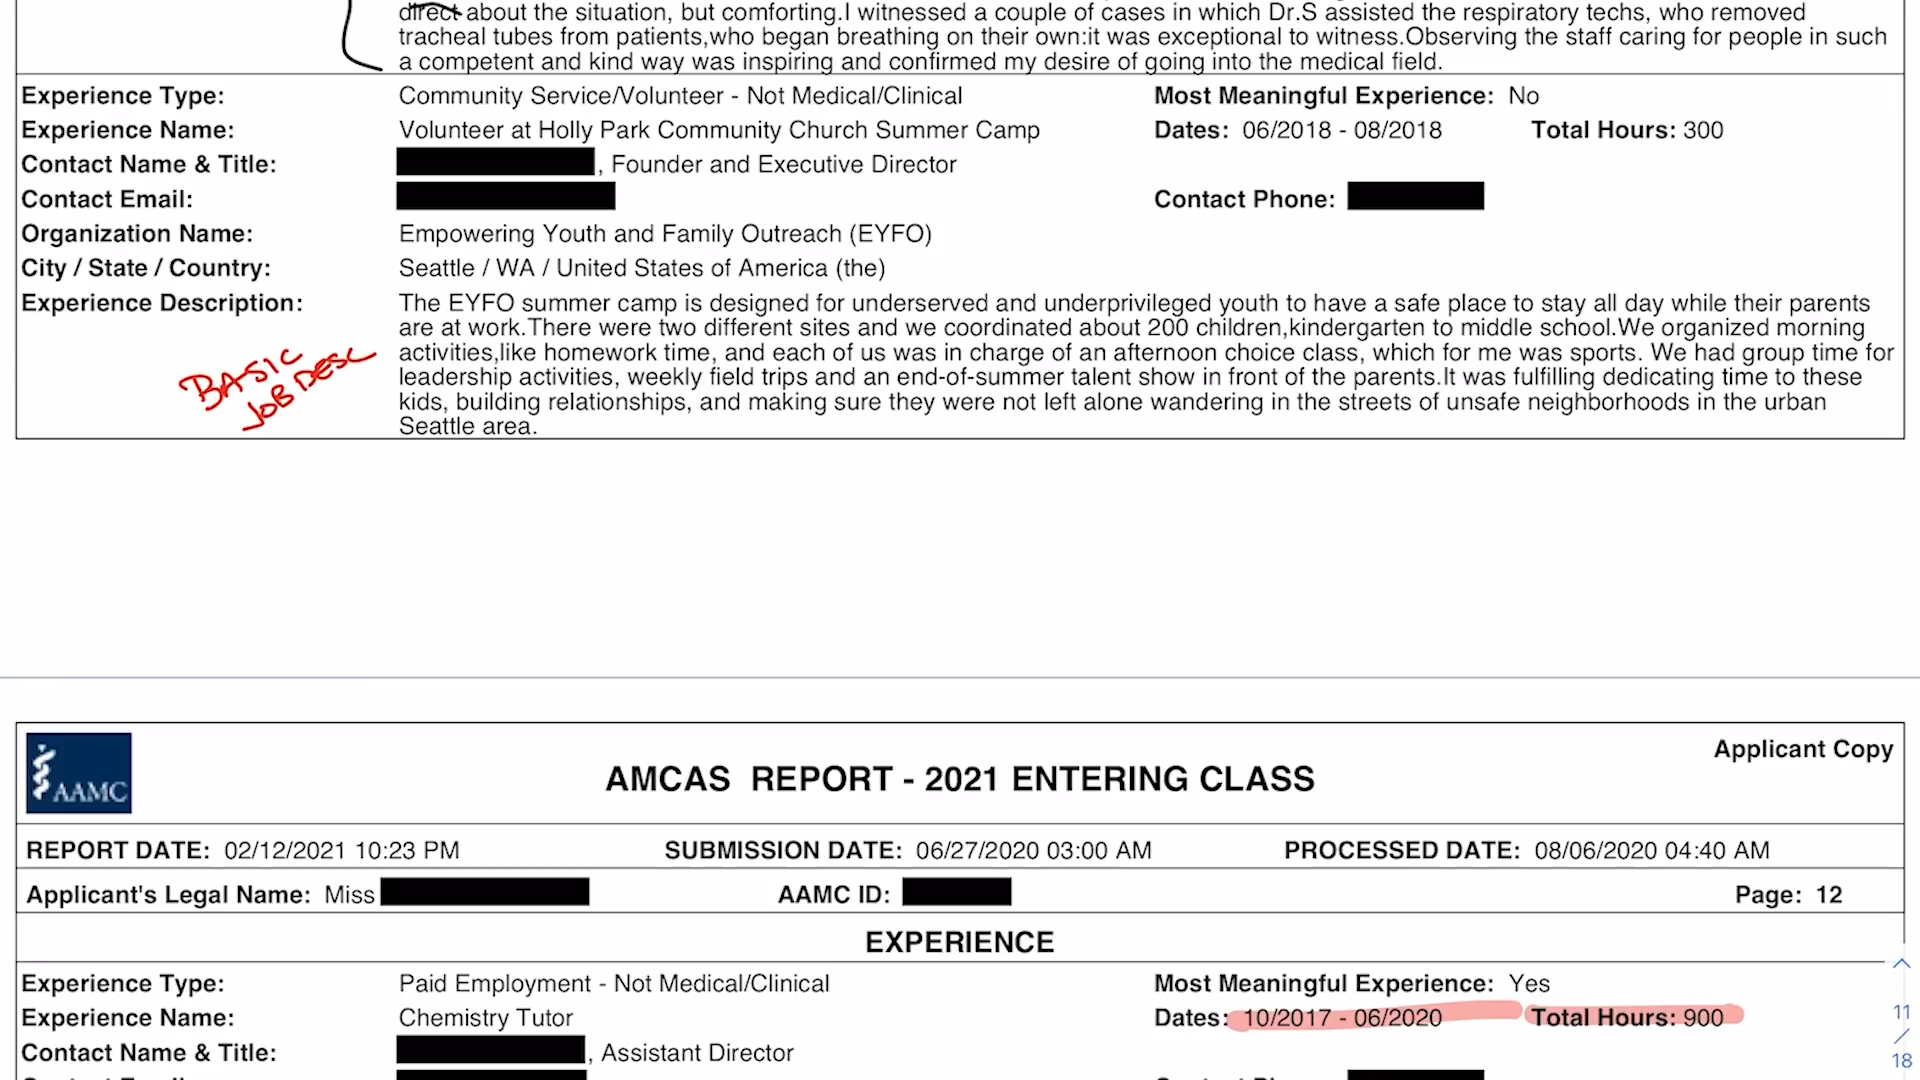 direct about the situation, but comforting.I witnessed a couple of cases in which Dr.S assisted the respiratory techs, who removed
tracheal tubes from patients,who began breathing on their own:it was exceptional to witness.Observing the staff caring for people in such
a competent and kind way was inspiring and confirmed my desire of going into the medical field.
Experience Type: Community Service/Volunteer - Not Medical/Clinical Most Meaningful Experience: No
Experience Name: Volunteer at Holly Park Community Church Summer Camp Dates: 06/2018 - 08/2018 Total Hours: 300
Contact Name & Title: , Founder and Executive Director
Contact Email: Contact Phone:
Organization Name: Empowering Youth and Family Outreach (EYFO)
City / State / Country: Seattle / WA / United States of America (the)
Experience Description: The EYFO summer camp is designed for underserved and underprivileged youth to have a safe place to stay all day while their parents
are at work.There were two different sites and we coordinated about 200 children,kindergarten to middle school.We organized morning
activities,like homework time, and each of us was in charge of an afternoon choice class, which for me was sports. We had group time for
leadership activities, weekly field trips and an end-of-summer talent show in front of the parents.It was fulfilling dedicating time to these
kids, building relationships, and making sure they were not left alone wandering in the streets of unsafe neighborhoods in the urban
Seattle area.
BASIC
JOB DESC
AAMC
AMCAS REPORT - 2021 ENTERING CLASS
Applicant Copy
REPORT DATE: 02/12/2021 10:23 PM SUBMISSION DATE: 06/27/2020 03:00 AM PROCESSED DATE: 08/06/2020 04:40 AM
Applicant's Legal Name: Miss AAMC ID: Page: 12
EXPERIENCE
Experience Type: Paid Employment - Not Medical/Clinical Most Meaningful Experience: Yes
Experience Name: Chemistry Tutor Dates: 10/2017 - 06/2020 Total Hours: 900
Contact Name & Title: , Assistant Director
11
/
18